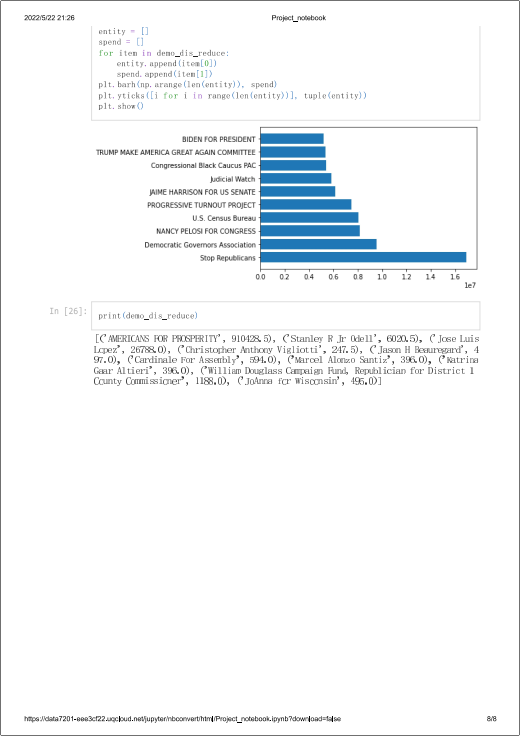 2022/5/22 21:26 Project_notebook
entity = []
spend = []
for item in demo_dis_reduce:
    entity.append(item[0])
    spend.append(item[1])
plt.barh(np.arange(len(entity)), spend)
plt.yticks([i for i in range(len(entity))], tuple(entity))
plt.show()
BIDEN FOR PRESIDENT
TRUMP MAKE AMERICA GREAT AGAIN COMMITTEE
Congressional Black Caucus PAC
Judicial Watch
JAIME HARRISON FOR US SENATE
PROGRESSIVE TURNOUT PROJECT
U.S. Census Bureau
NANCY PELOSI FOR CONGRESS
Democratic Governors Association
Stop Republicans
0.0 0.2 0.4 0.6 0.8 1.0 1.2 1.4 1.6
1e7
In [26]: print(demo_dis_reduce)
[('AMERICANS FOR PROSPERITY', 910428.5), ('Stanley R Jr Odell', 6020.5), ('Jose Luis
Lopez', 26788.0), ('Christopher Anthony Vigliotti', 247.5), ('Jason H Beauregard', 4
97.0), ('Cardinale For Assembly', 594.0), ('Marcel Alonzo Santiz', 396.0), ('Katrina
Gaar Altieri', 396.0), ('William Douglass Campaign Fund, Republician for District 1
County Commissioner', 1188.0), ('JoAnna for Wisconsin', 495.0)]
https://data7201-eee3cf22.uqcloud.net/jupyter/nbconvert/html/Project_notebook.ipynb?download=false 8/8